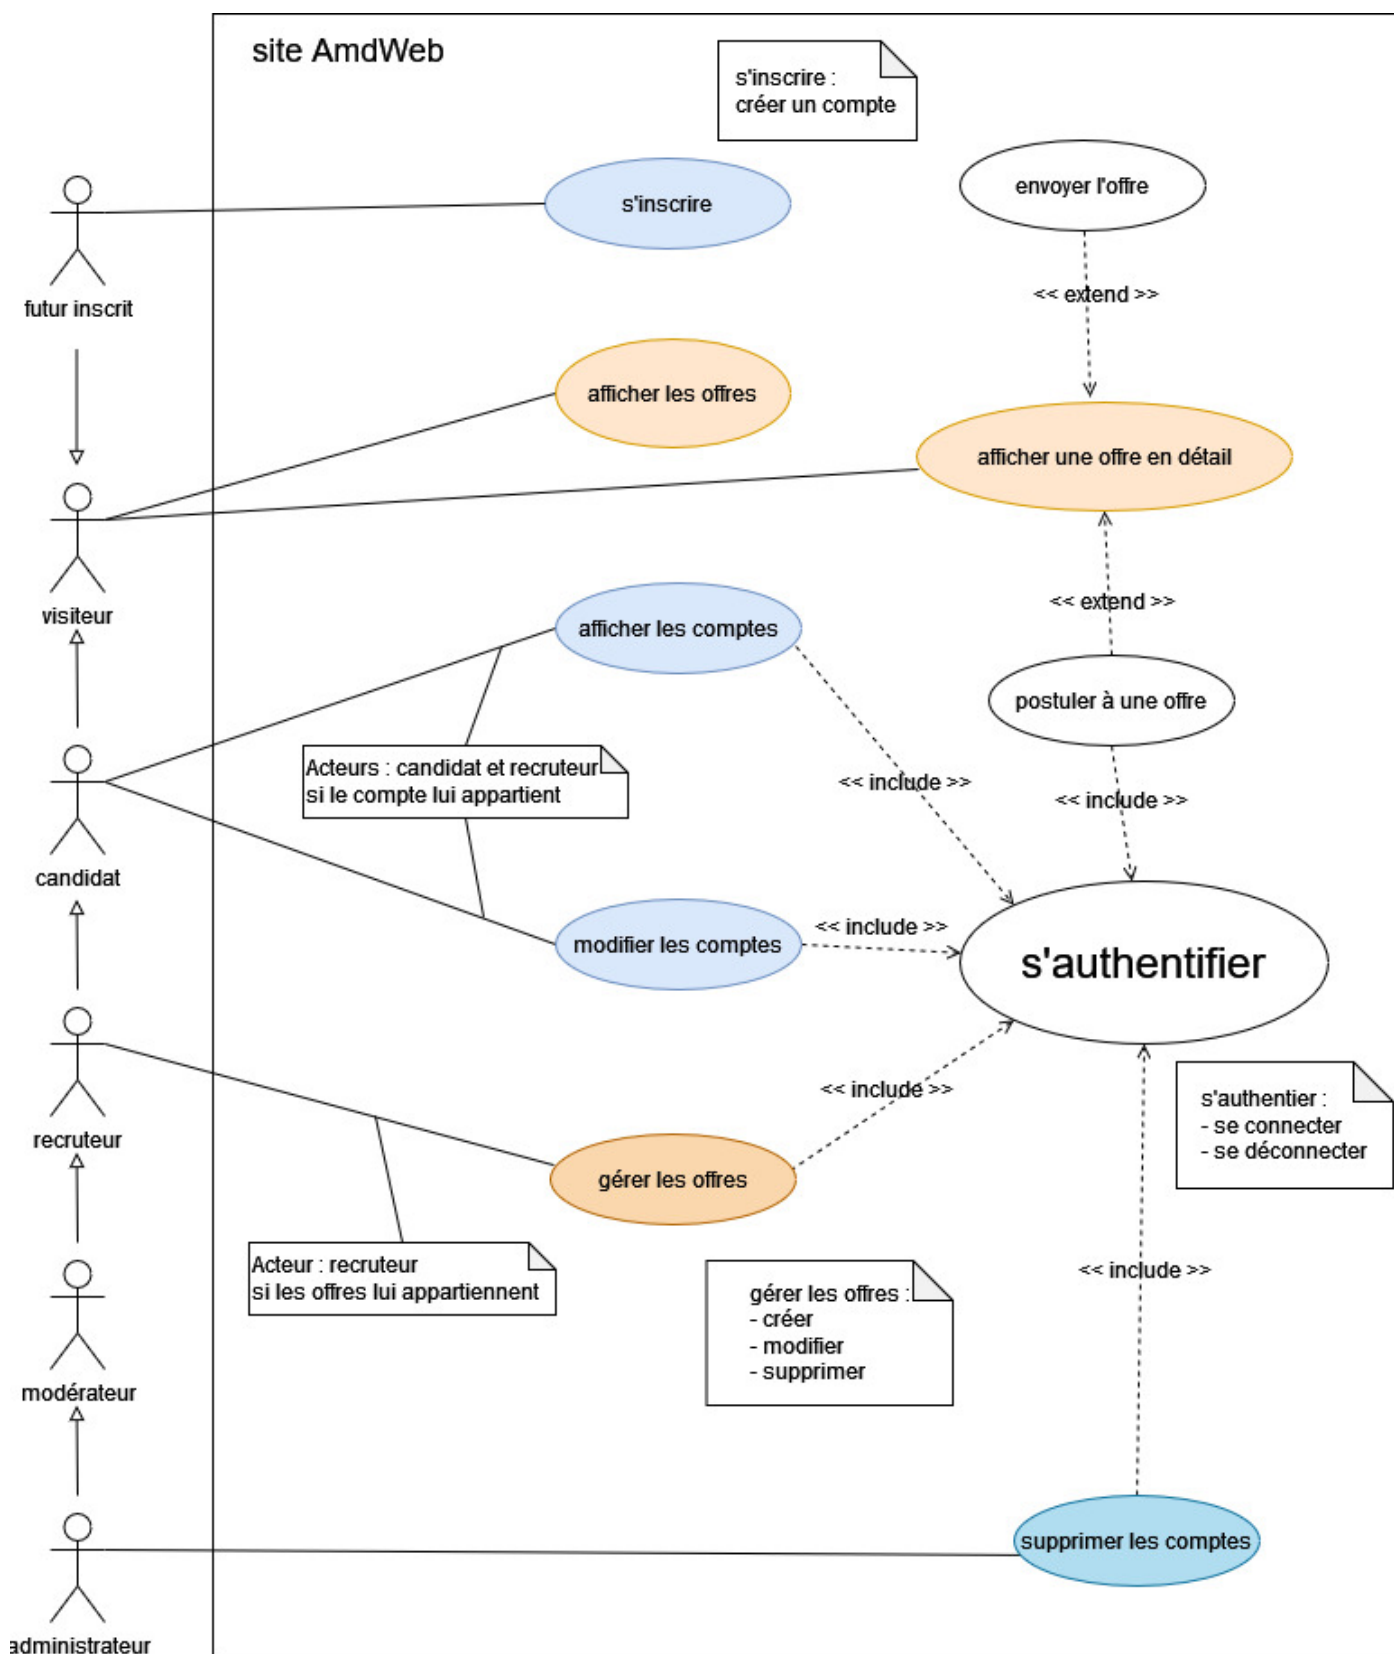 site AmdWeb
s'inscrire :
créer un compte
envoyer l'offre
s'inscrire
<< extend >>
futur inscrit
afficher les offres
afficher une offre en détail
<< extend >>
visiteur
afficher les comptes
postuler à une offre
Acteurs : candidat et recruteur
si le compte lui appartient
<< include >>
<< include >>
candidat
modifier les comptes
<< include >>
s'authentifier
<< include >>
s'authentier :
- se connecter
- se déconnecter
recruteur
gérer les offres
Acteur : recruteur
si les offres lui appartiennent
<< include >>
gérer les offres :
- créer
- modifier
- supprimer
modérateur
supprimer les comptes
administrateur